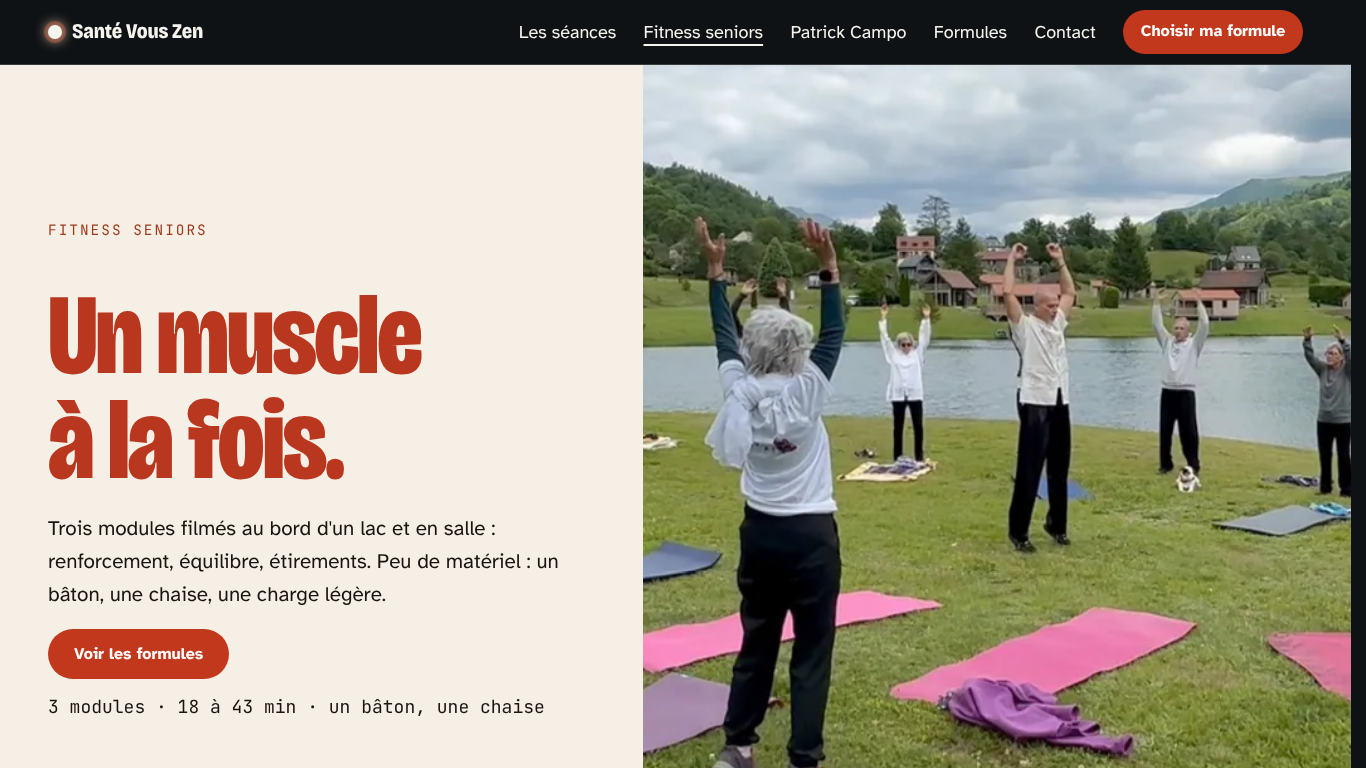 Santé Vous Zen
Les séances
Fitness seniors
Patrick Campo
Formules
Contact
Choisir ma formule
FITNESS SENIORS
Un muscle
à la fois.
Trois modules filmés au bord d'un lac et en salle :
renforcement, équilibre, étirements. Peu de matériel : un
bâton, une chaise, une charge légère.
Voir les formules
3 modules · 18 à 43 min · un bâton, une chaise